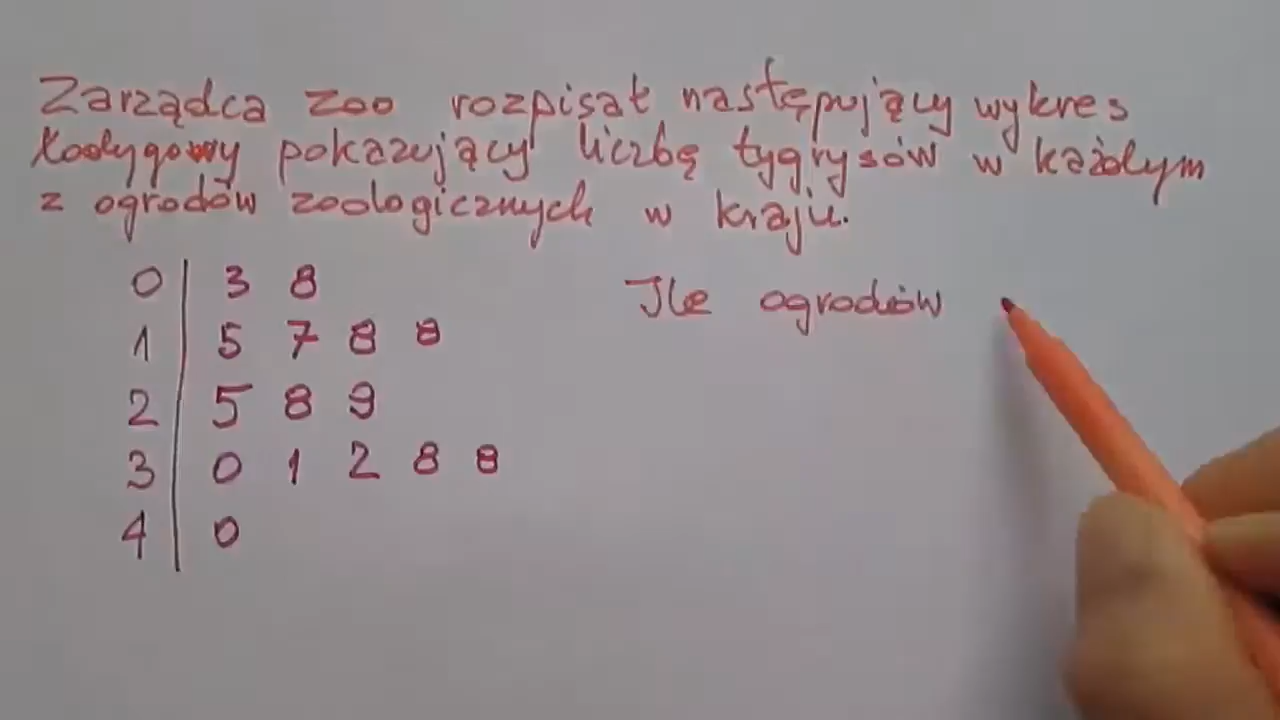 Zarządca zoo rozpisał następujący wykres
łodygowy pokazujący liczbę tygrysów w każdym
z ogrodów zoologicznych w kraju.
0 | 3 8
Ile ogrodów
1 | 5 7 8 8
2 | 5 8 9
3 | 0 1 2 8 8
4 | 0